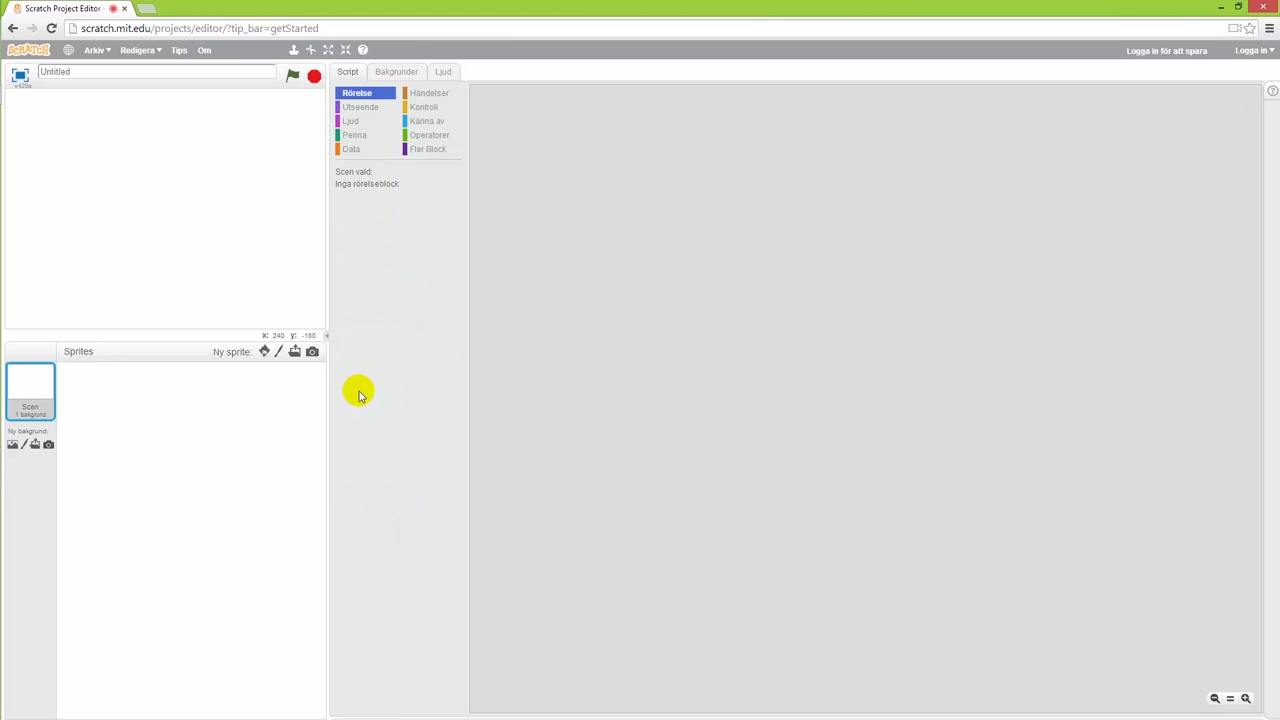 Scratch Project Editor
scratch.mit.edu/projects/editor/?tip_bar=getStarted
SCRATCH Arkiv Redigera Tips Om Logga in för att spara Logga in
Untitled
v429a
Script Bakgrunder Ljud
Rörelse Händelser
Utseende Kontroll
Ljud Känna av
Penna Operatorer
Data Fler Block
Scen vald:
Inga rörelseblock
x: 240 y: -180
Sprites Ny sprite:
Scen
1 bakgrund
Ny bakgrund: